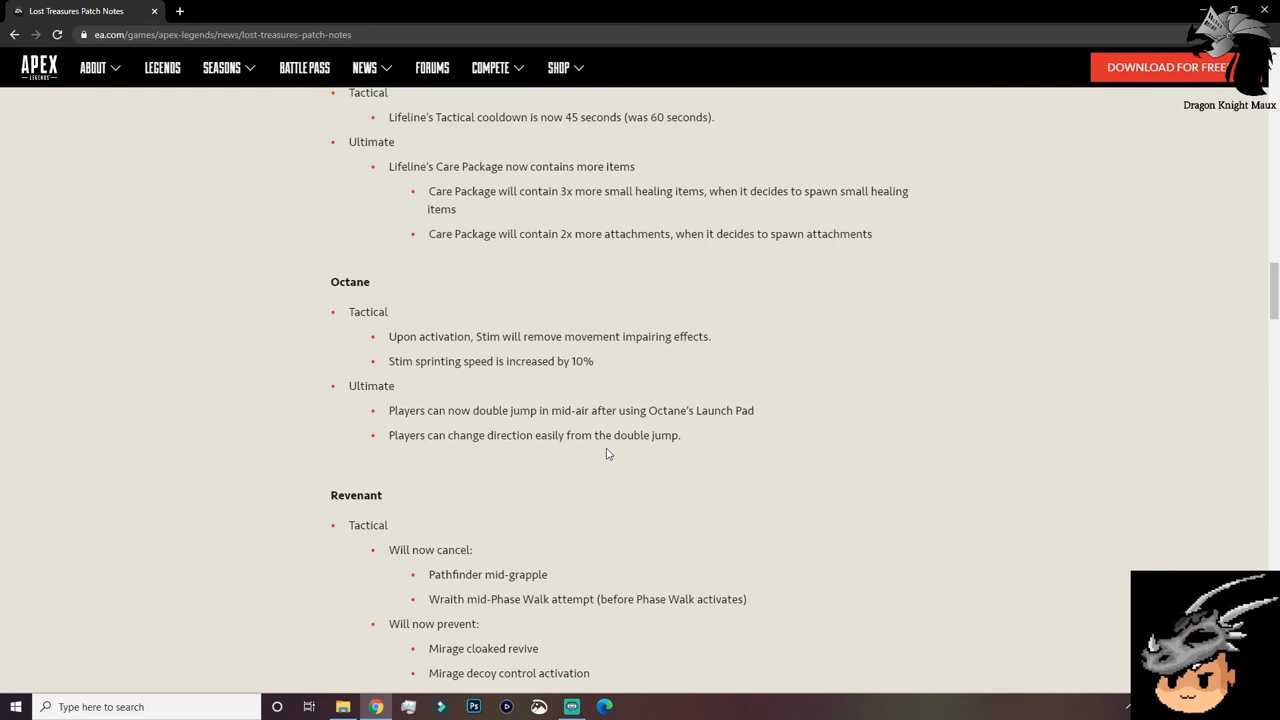 Lost Treasures Patch Notes
ea.com/games/apex-legends/news/lost-treasures-patch-notes
APEX LEGENDS
ABOUT
LEGENDS
SEASONS
BATTLE PASS
NEWS
FORUMS
COMPETE
SHOP
DOWNLOAD FOR FREE
Dragon Knight Maux
Tactical
Lifeline's Tactical cooldown is now 45 seconds (was 60 seconds).
Ultimate
Lifeline's Care Package now contains more items
Care Package will contain 3x more small healing items, when it decides to spawn small healing
items
Care Package will contain 2x more attachments, when it decides to spawn attachments
Octane
Tactical
Upon activation, Stim will remove movement impairing effects.
Stim sprinting speed is increased by 10%
Ultimate
Players can now double jump in mid-air after using Octane's Launch Pad
Players can change direction easily from the double jump.
Revenant
Tactical
Will now cancel:
Pathfinder mid-grapple
Wraith mid-Phase Walk attempt (before Phase Walk activates)
Will now prevent:
Mirage cloaked revive
Mirage decoy control activation
Type here to search